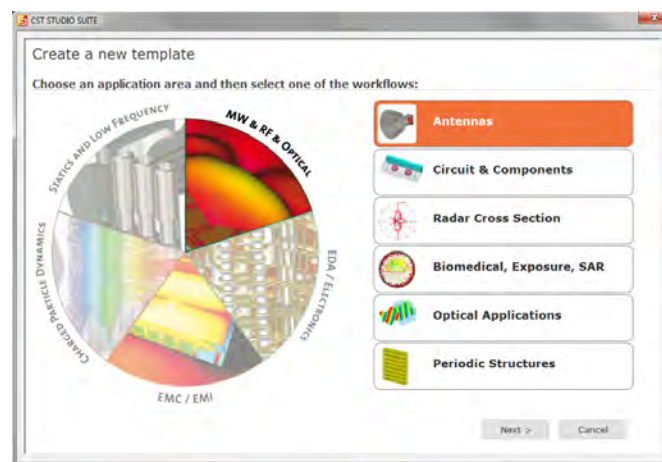 CST STUDIO SUITE
Create a new template
Choose an application area and then select one of the workflows:
STATICS AND LOW FREQUENCY
MW & RF & OPTICAL
EDA / ELECTRONICS
EMC / EMI
CHARGED PARTICLE DYNAMICS
Antennas
Circuit & Components
Radar Cross Section
Biomedical, Exposure, SAR
Optical Applications
Periodic Structures
Next >
Cancel